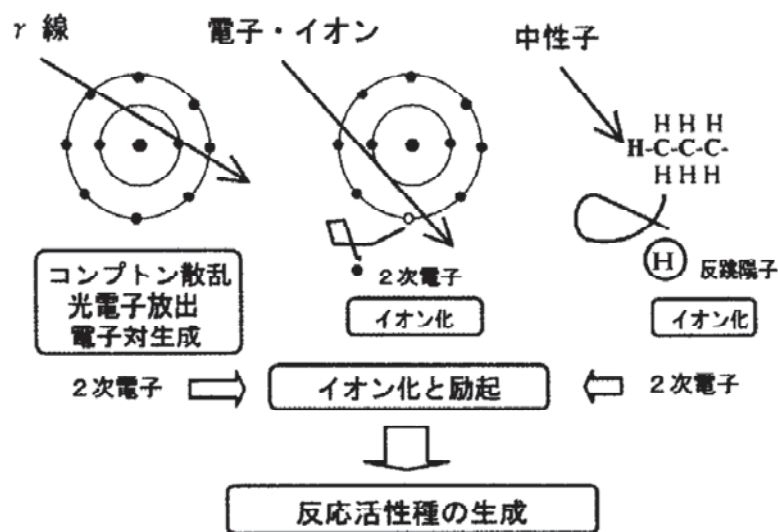 γ 線
電子・イオン
中性子
H H H
H-C-C-C-
H H H
H
反跳陽子
コンプトン散乱
光電子放出
電子対生成
2次電子
イオン化
イオン化
2次電子
イオン化と励起
2次電子
反応活性種の生成